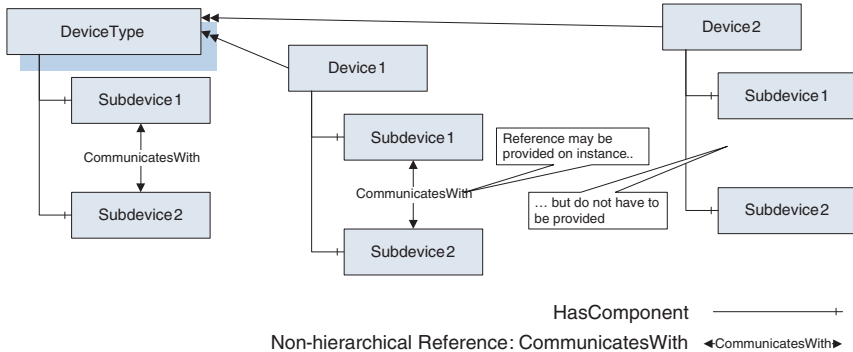 DeviceType
Device2
Device1
Subdevice1
Subdevice1
Subdevice1
CommunicatesWith
Reference may be
provided on instance..
CommunicatesWith
… but do not have to
be provided
Subdevice2
Subdevice2
Subdevice2
HasComponent
Non-hierarchical Reference: CommunicatesWith
CommunicatesWith